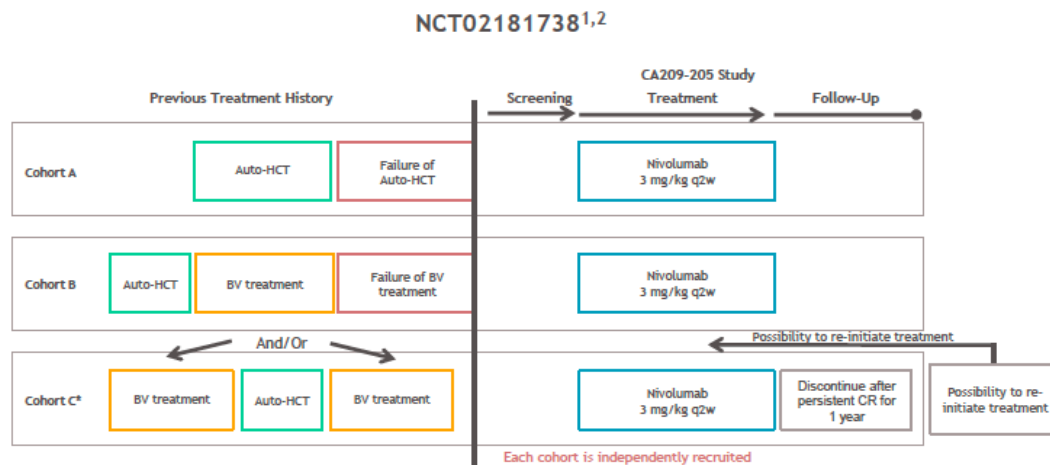 NCT021817381,2
CA209-205 Study
Previous Treatment History
Screening
Treatment
Follow-Up
Cohort A
Auto-HCT
Failure of
Auto-HCT
Nivolumab
3 mg/kg q2w
Cohort B
Auto-HCT
BV treatment
Failure of BV
treatment
Nivolumab
3 mg/kg q2w
And/Or
Possibility to re-initiate treatment
Cohort C*
BV treatment
Auto-HCT
BV treatment
Nivolumab
3 mg/kg q2w
Discontinue after
persistent CR for
1 year
Possibility to re-
initiate treatment
Each cohort is independently recruited